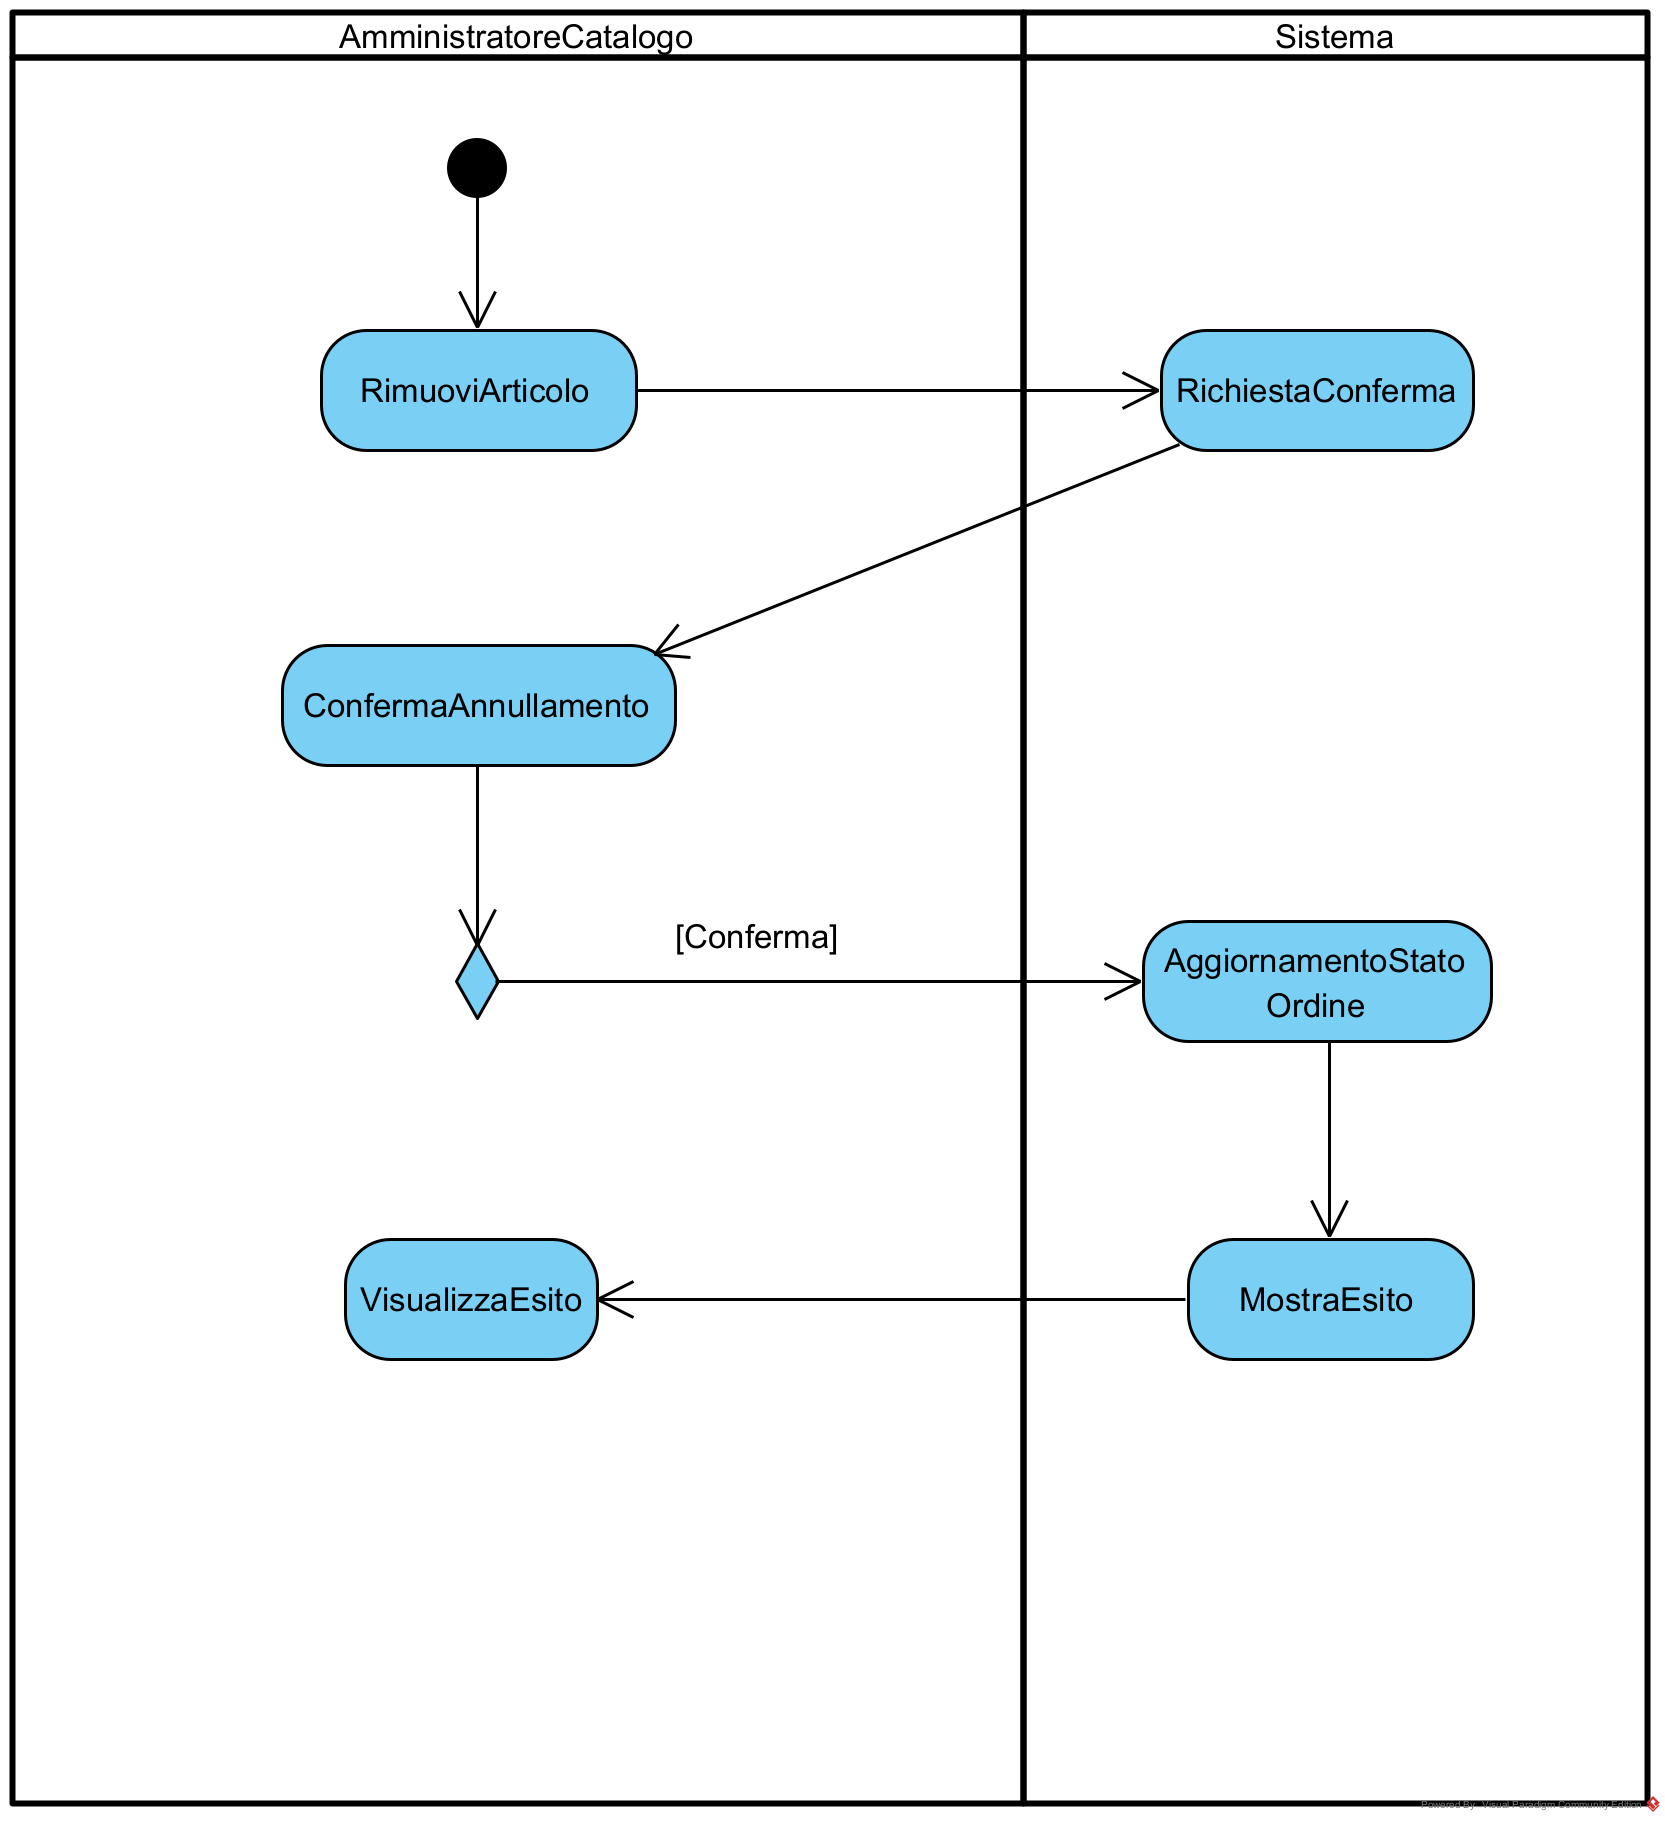 AmministratoreCatalogo
Sistema
RimuoviArticolo
RichiestaConferma
ConfermaAnnullamento
[Conferma]
AggiornamentoStato
Ordine
VisualizzaEsito
MostraEsito
Powered By Visual Paradigm Community Edition